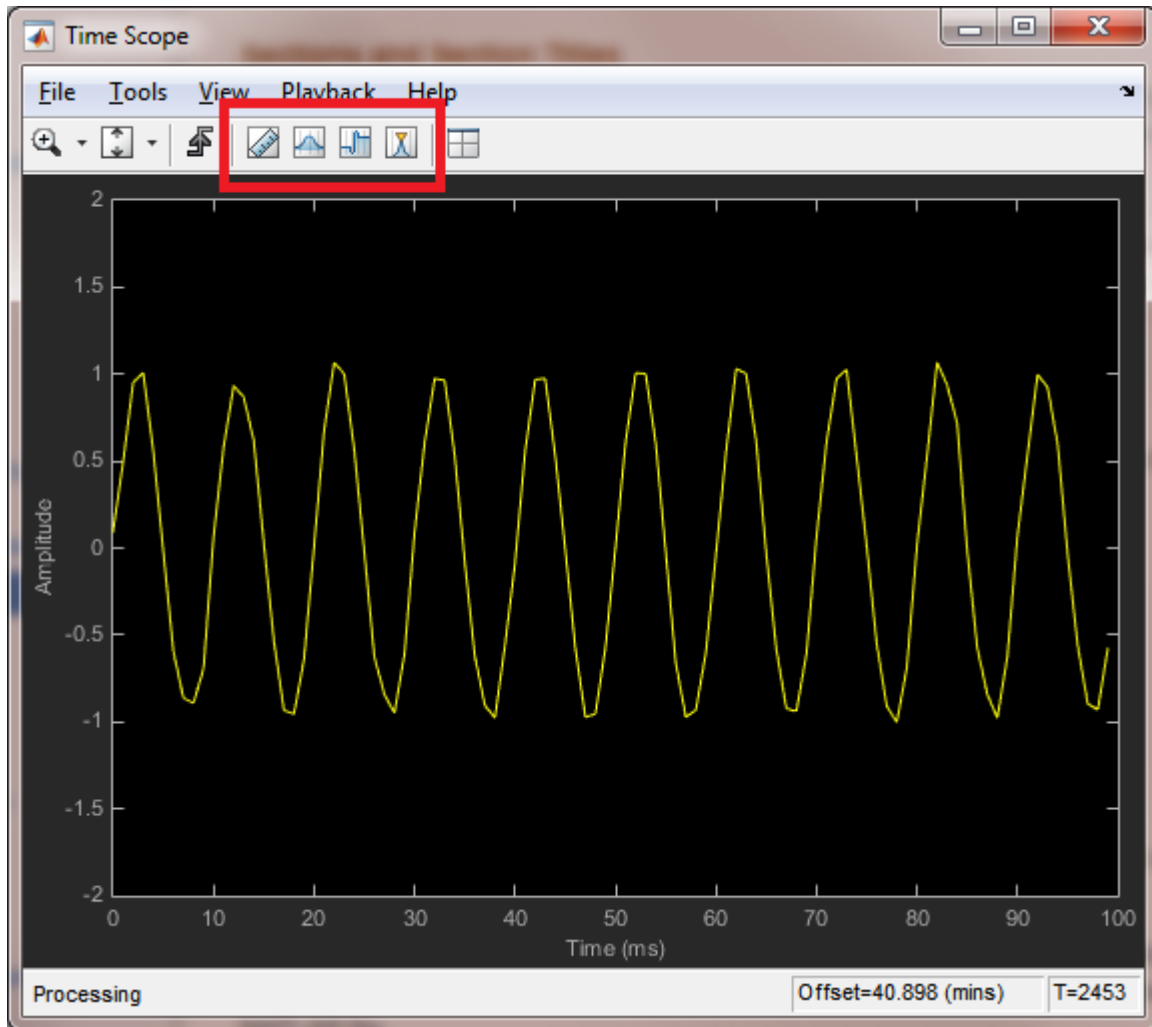 Time Scope
File Tools View Playback Help
2
1.5
1
0.5
0
-0.5
-1
-1.5
-2
Amplitude
0 10 20 30 40 50 60 70 80 90 100
Time (ms)
Processing Offset=40.898 (mins) T=2453